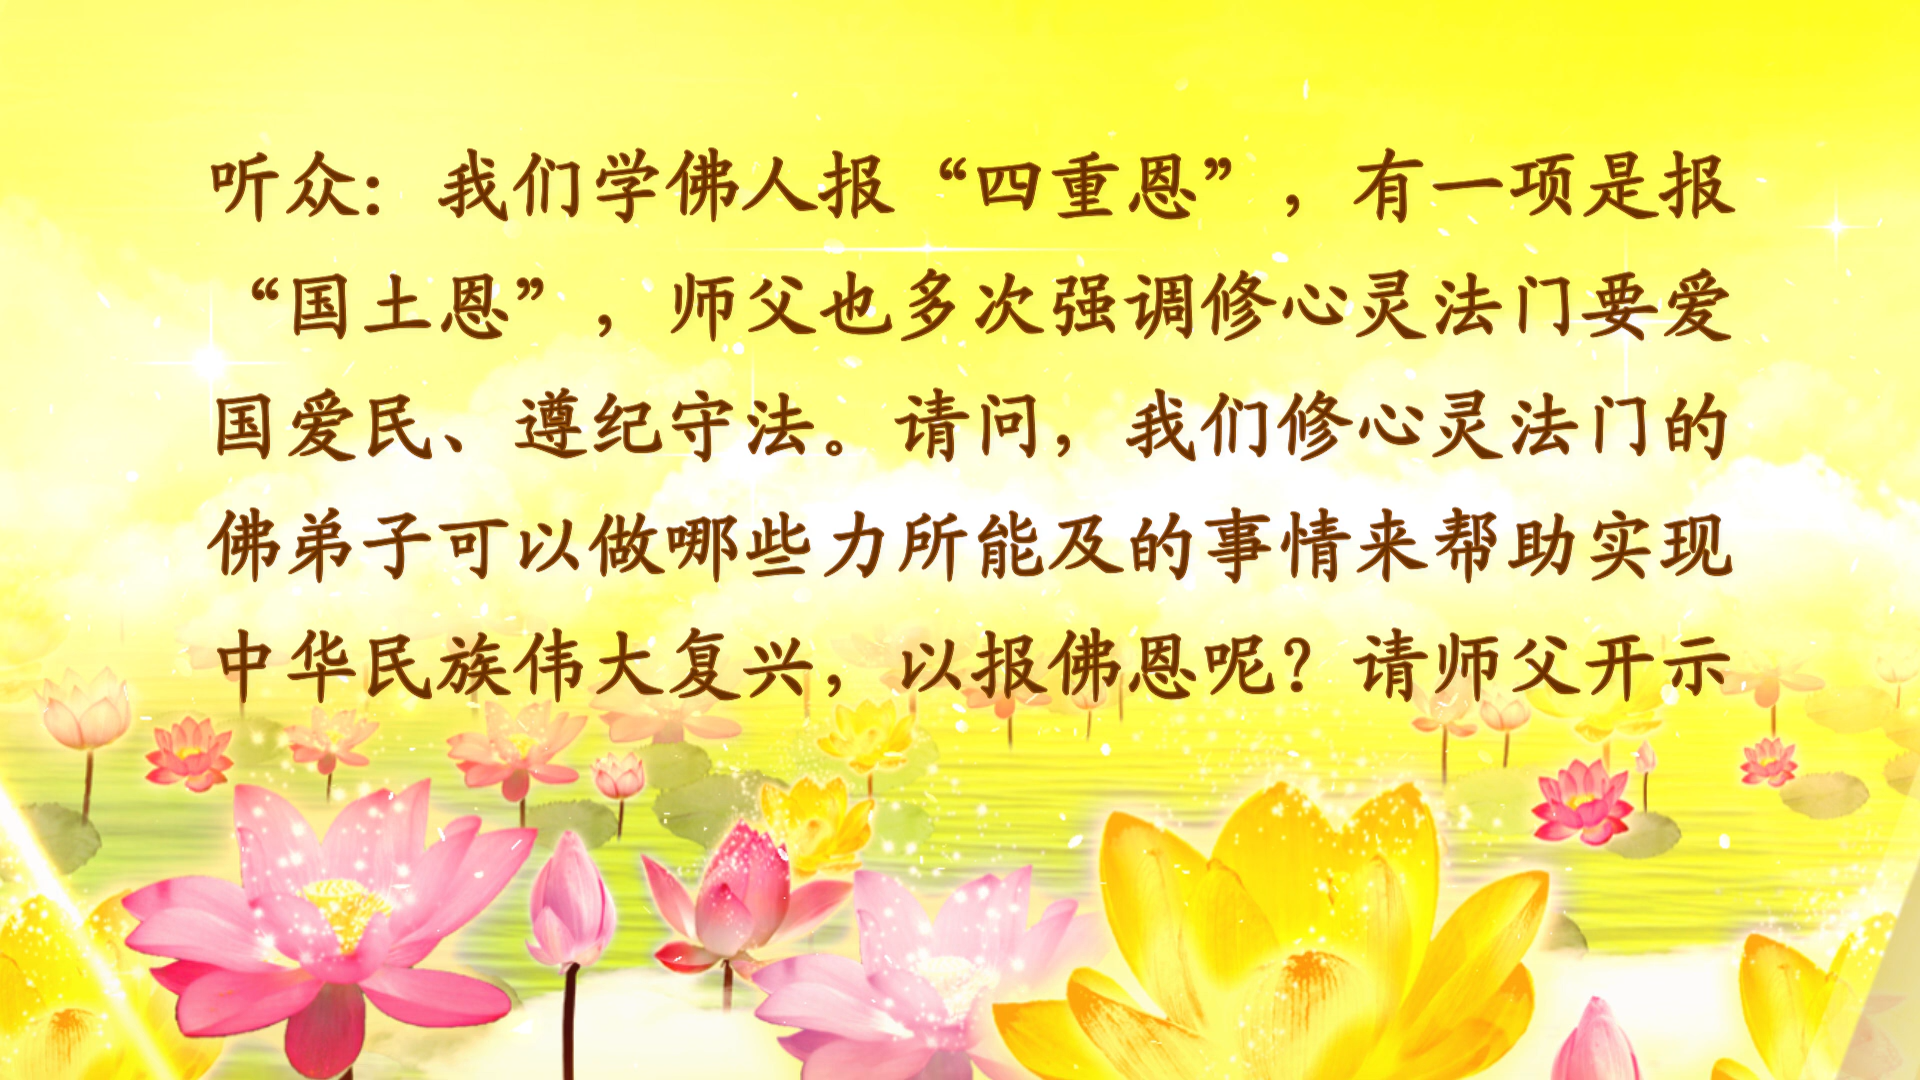 听众：我们学佛人报“四重恩”，有一项是报
“国土恩”，师父也多次强调修心灵法门要爱
国爱民、遵纪守法。请问，我们修心灵法门的
佛弟子可以做哪些力所能及的事情来帮助实现
中华民族伟大复兴，以报佛恩呢？请师父开示